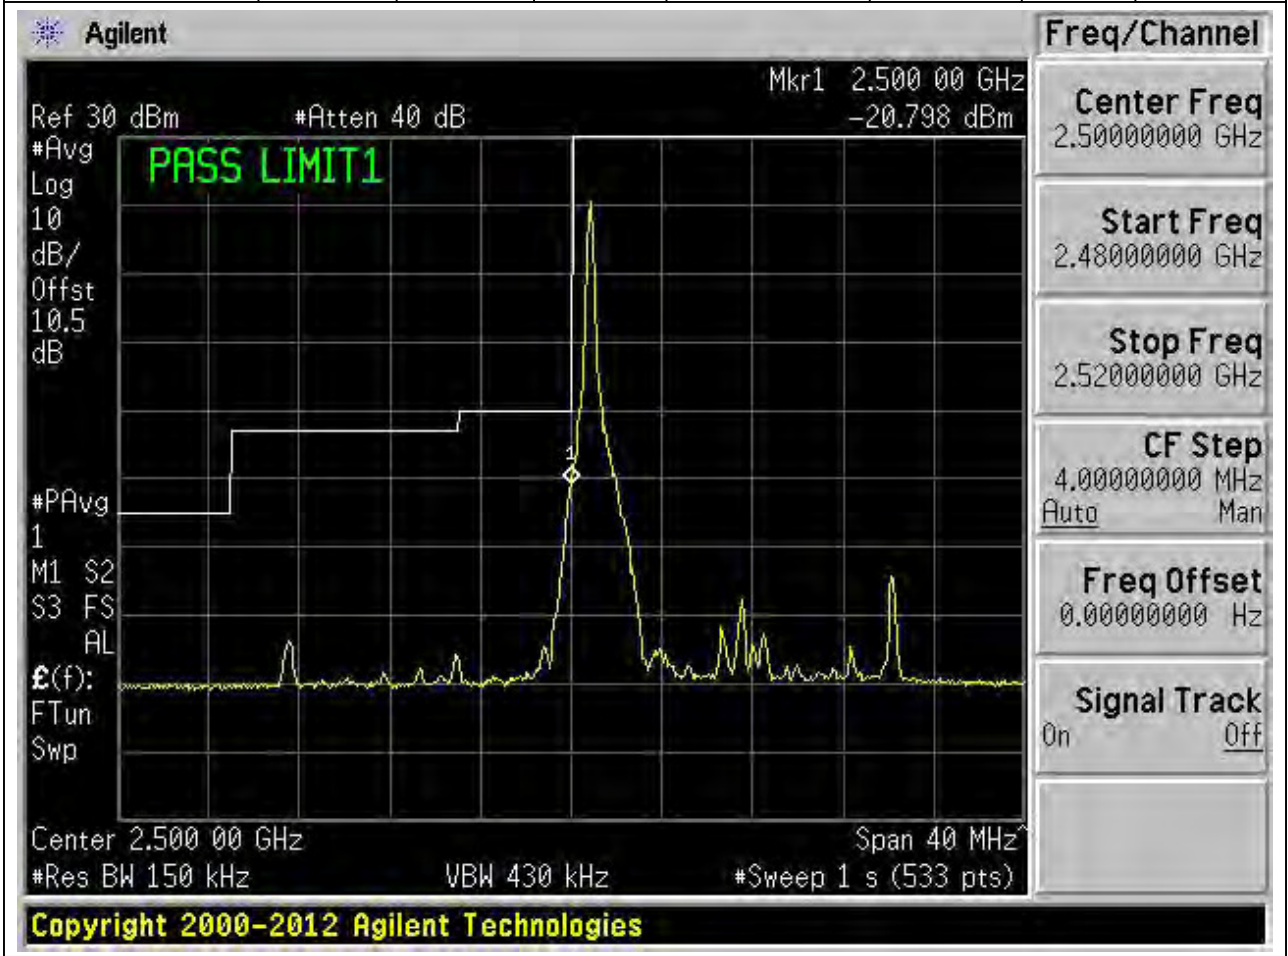 Agilent
Freq/Channel
Mkr1 2.500 00 GHz
Ref 30 dBm #Atten 40 dB -20.798 dBm
#Avg
Log
10
dB/
Offst
10.5
dB
PASS LIMIT1
1
#PAvg
1
M1 S2
S3 FS
AL
£(f):
FTun
Swp
Center 2.500 00 GHz Span 40 MHz^
#Res BW 150 kHz VBW 430 kHz #Sweep 1 s (533 pts)
Center Freq
2.50000000 GHz
Start Freq
2.48000000 GHz
Stop Freq
2.52000000 GHz
CF Step
4.00000000 MHz
Auto Man
Freq Offset
0.00000000 Hz
Signal Track
On Off
Copyright 2000-2012 Agilent Technologies